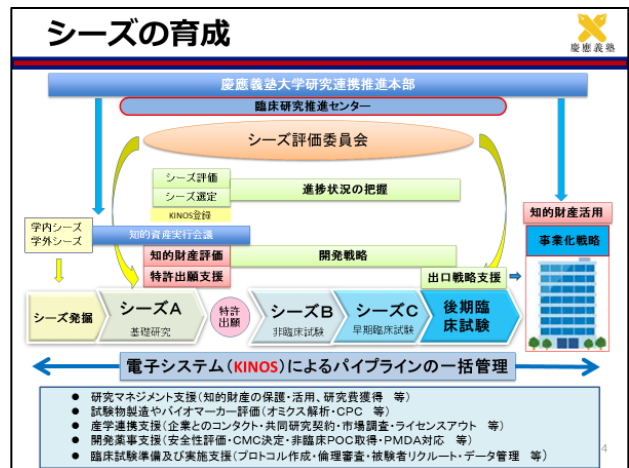 シーズの育成
慶應義塾
慶應義塾大学研究連携推進本部
臨床研究推進センター
シーズ評価委員会
シーズ評価
シーズ選定
KINOS登録
進捗状況の把握
学内シーズ
学外シーズ
知的資産実行会議
知的財産評価
特許出願支援
開発戦略
出口戦略支援
知的財産活用
事業化戦略
シーズ発掘
シーズA
基礎研究
特許
出願
シーズB
非臨床試験
シーズC
早期臨床試験
後期臨
床試験
電子システム(KINOS)によるパイプラインの一括管理
● 研究マネジメント支援(知的財産の保護・活用、研究費獲得 等)
● 試験物製造やバイオマーカー評価(オミクス解析・CPC 等)
● 産学連携支援(企業とのコンタクト・共同研究契約・市場調査・ライセンスアウト 等)
● 開発薬事支援(安全性評価・CMC決定・非臨床POC取得・PMDA対応 等)
● 臨床試験準備及び実施支援(プロトコル作成・倫理審査・被験者リクルート・データ管理 等)
4